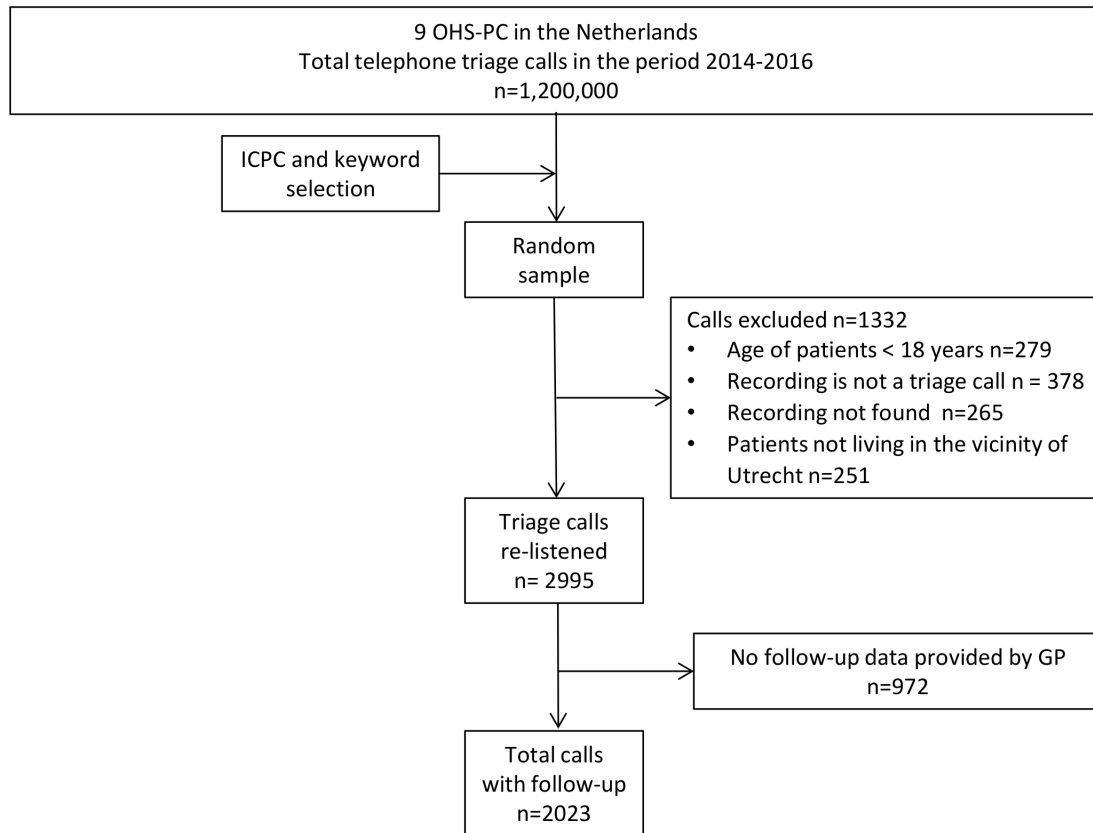 9 OHS-PC in the Netherlands
Total telephone triage calls in the period 2014-2016
n=1,200,000
ICPC and keyword
selection
Random
sample
Calls excluded n=1332
• Age of patients < 18 years n=279
• Recording is not a triage call n = 378
• Recording not found n=265
• Patients not living in the vicinity of
Utrecht n=251
Triage calls
re-listened
n= 2995
No follow-up data provided by GP
n=972
Total calls
with follow-up
n=2023